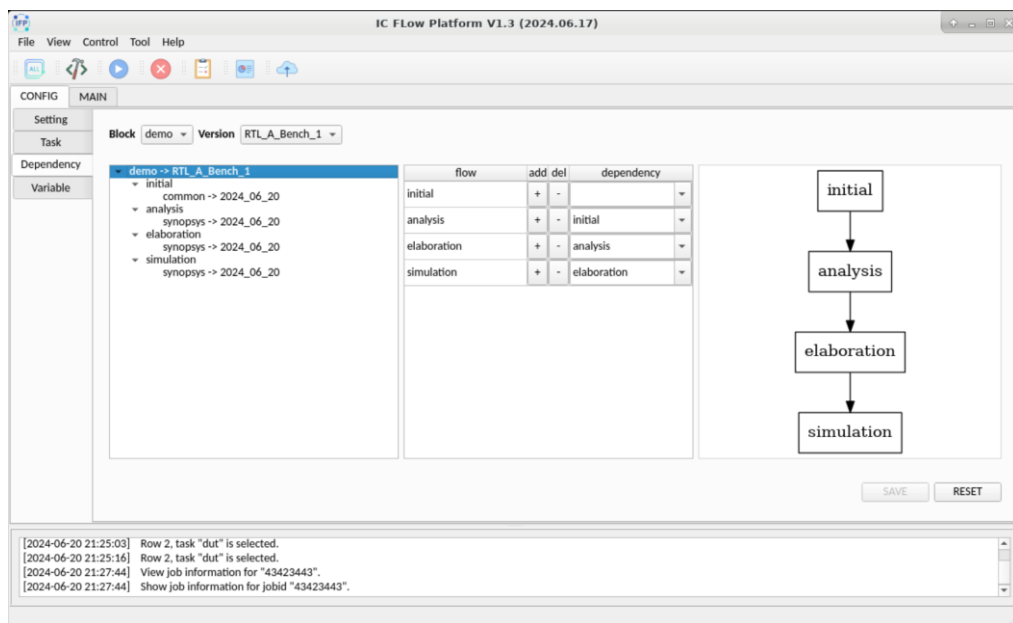 IFP
IC FLow Platform V1.3 (2024.06.17)
File View Control Tool Help
ALL
CONFIG MAIN
Setting
Task
Dependency
Variable
Block demo Version RTL_A_Bench_1
demo -> RTL_A_Bench_1
initial
common -> 2024_06_20
analysis
synopsys -> 2024_06_20
elaboration
synopsys -> 2024_06_20
simulation
synopsys -> 2024_06_20
flow add del dependency
initial + -
analysis + - initial
elaboration + - analysis
simulation + - elaboration
initial
analysis
elaboration
simulation
SAVE RESET
[2024-06-20 21:25:03] Row 2, task "dut" is selected.
[2024-06-20 21:25:16] Row 2, task "dut" is selected.
[2024-06-20 21:27:44] View job information for "43423443".
[2024-06-20 21:27:44] Show job information for jobid "43423443".